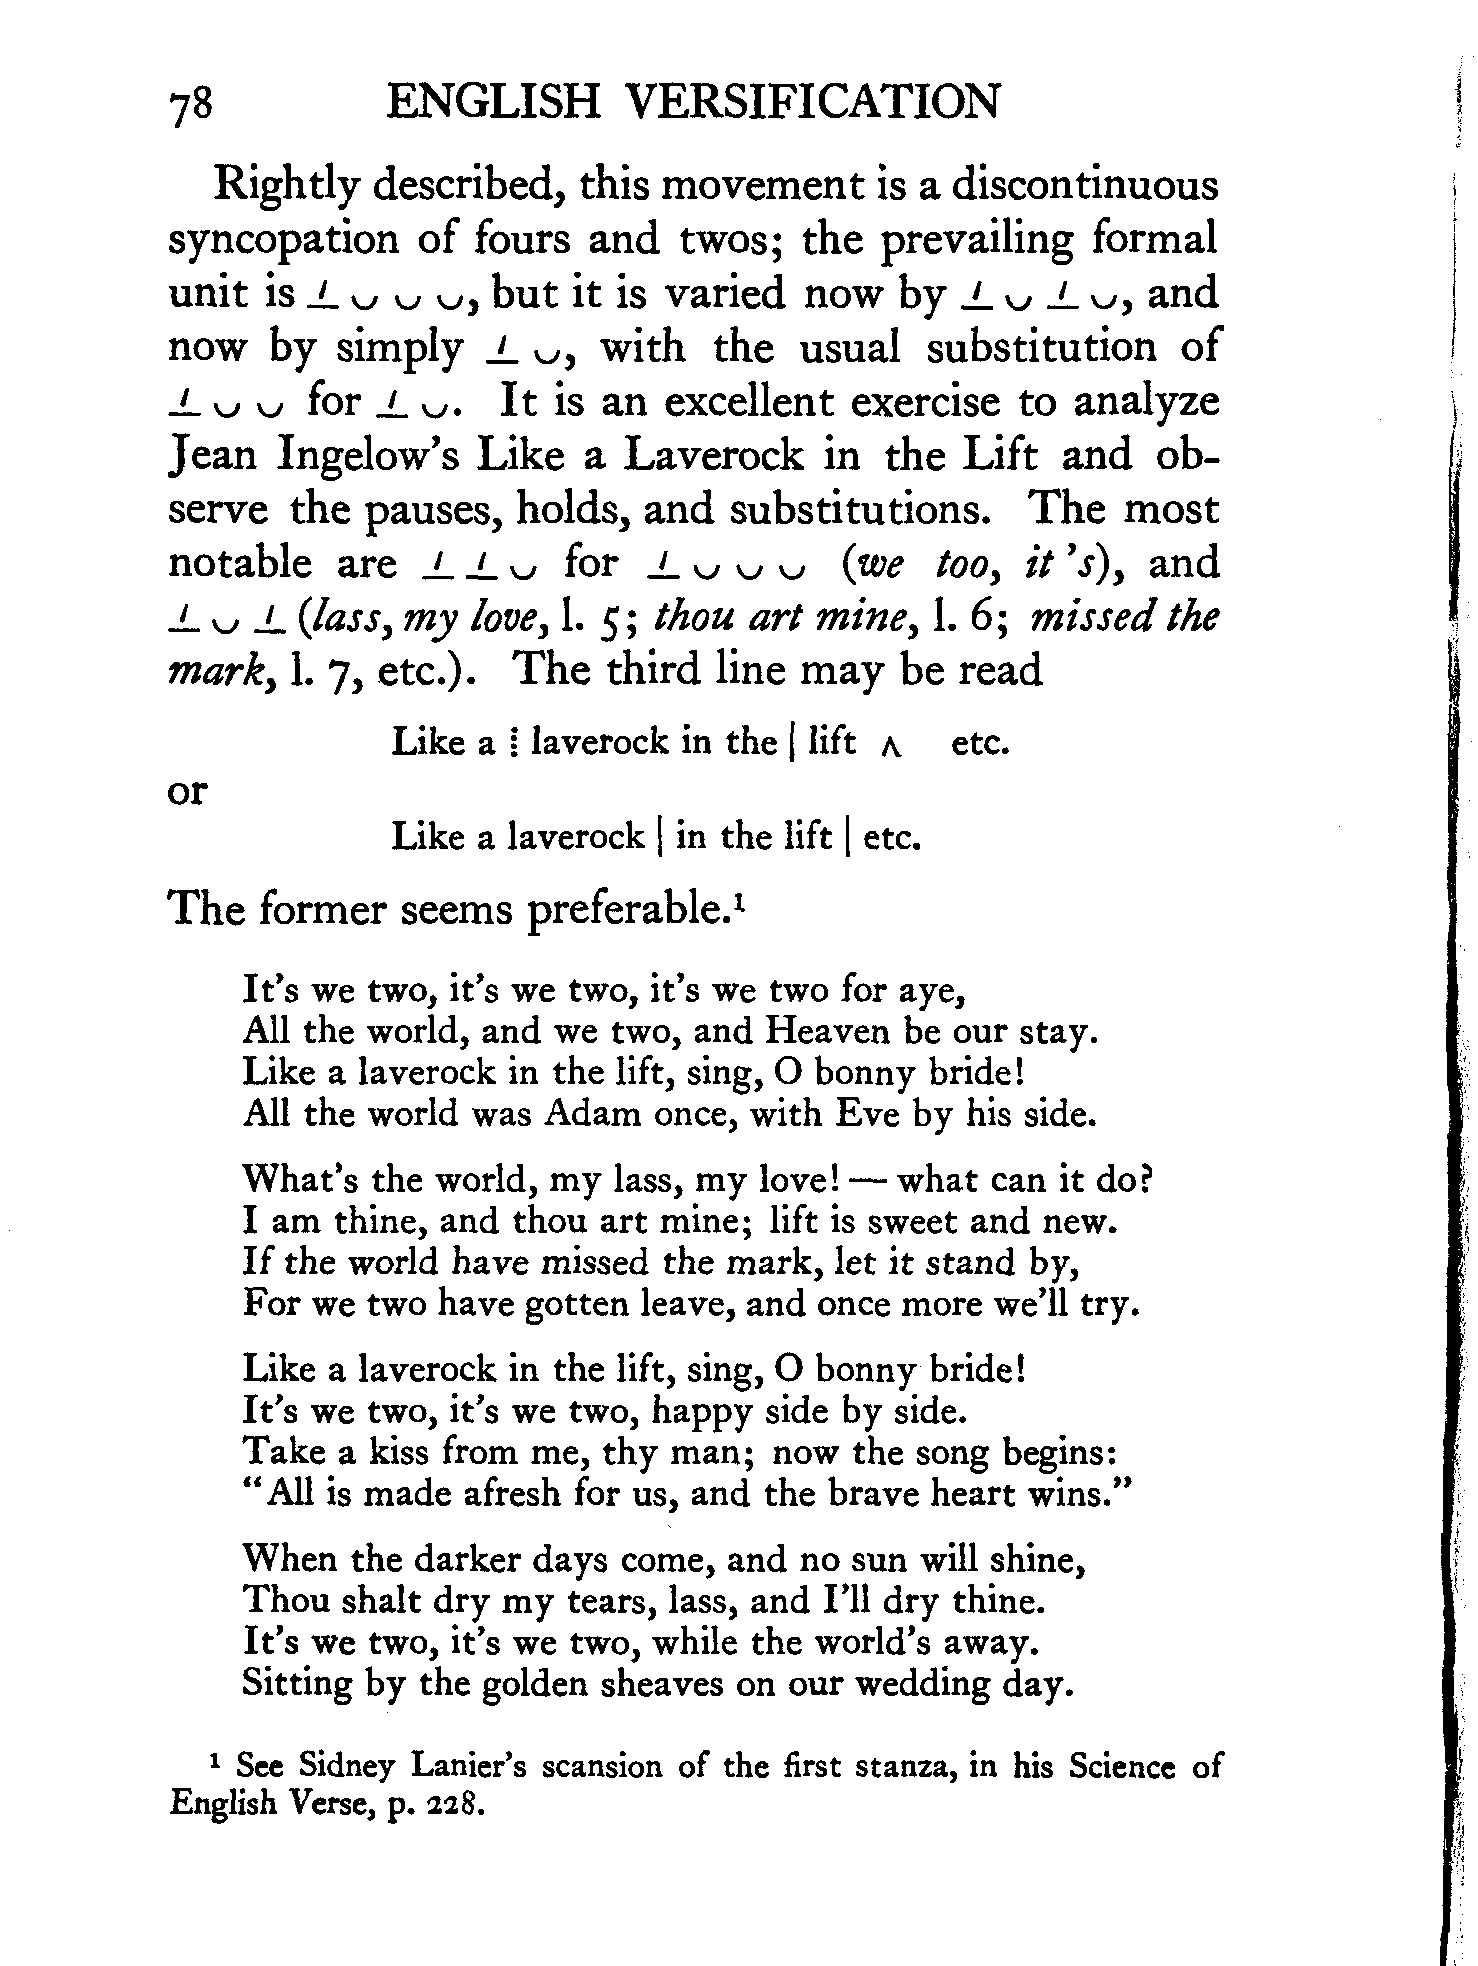 78 ENGLISH VERSIFICATION
Rightly described, this movement is a discontinuous
syncopation of fours and twos; the prevailing formal
unit is ⊥ ᴗ ᴗ ᴗ, but it is varied now by ⊥ ᴗ ⊥ ᴗ, and
now by simply ⊥ ᴗ, with the usual substitution of
⊥ ᴗ ᴗ for ⊥ ᴗ. It is an excellent exercise to analyze
Jean Ingelow's Like a Laverock in the Lift and ob-
serve the pauses, holds, and substitutions. The most
notable are ⊥ ⊥ ᴗ for ⊥ ᴗ ᴗ ᴗ (we too, it 's), and
⊥ ᴗ ⊥ (lass, my love, l. 5; thou art mine, l. 6; missed the
mark, l. 7, etc.). The third line may be read
Like a ⁞ laverock in the | lift ʌ etc.
or
Like a laverock | in the lift | etc.
The former seems preferable.¹
It's we two, it's we two, it's we two for aye,
All the world, and we two, and Heaven be our stay.
Like a laverock in the lift, sing, O bonny bride!
All the world was Adam once, with Eve by his side.
What's the world, my lass, my love! — what can it do?
I am thine, and thou art mine; lift is sweet and new.
If the world have missed the mark, let it stand by,
For we two have gotten leave, and once more we'll try.
Like a laverock in the lift, sing, O bonny bride!
It's we two, it's we two, happy side by side.
Take a kiss from me, thy man; now the song begins:
"All is made afresh for us, and the brave heart wins."
When the darker days come, and no sun will shine,
Thou shalt dry my tears, lass, and I'll dry thine.
It's we two, it's we two, while the world's away.
Sitting by the golden sheaves on our wedding day.
¹ See Sidney Lanier's scansion of the first stanza, in his Science of
English Verse, p. 228.